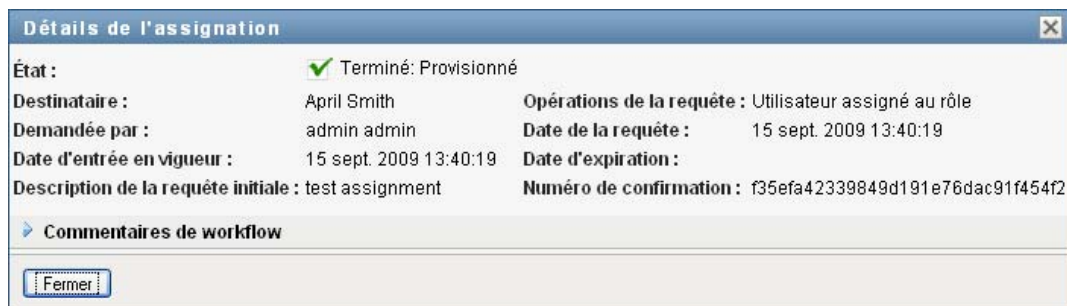 Détails de l'assignation
État : Terminé: Provisionné
Destinataire : April Smith Opérations de la requête : Utilisateur assigné au rôle
Demandée par : admin admin Date de la requête : 15 sept. 2009 13:40:19
Date d'entrée en vigueur : 15 sept. 2009 13:40:19 Date d'expiration :
Description de la requête initiale : test assignment Numéro de confirmation : f35efa42339849d191e76dac91f454f2
Commentaires de workflow
Fermer